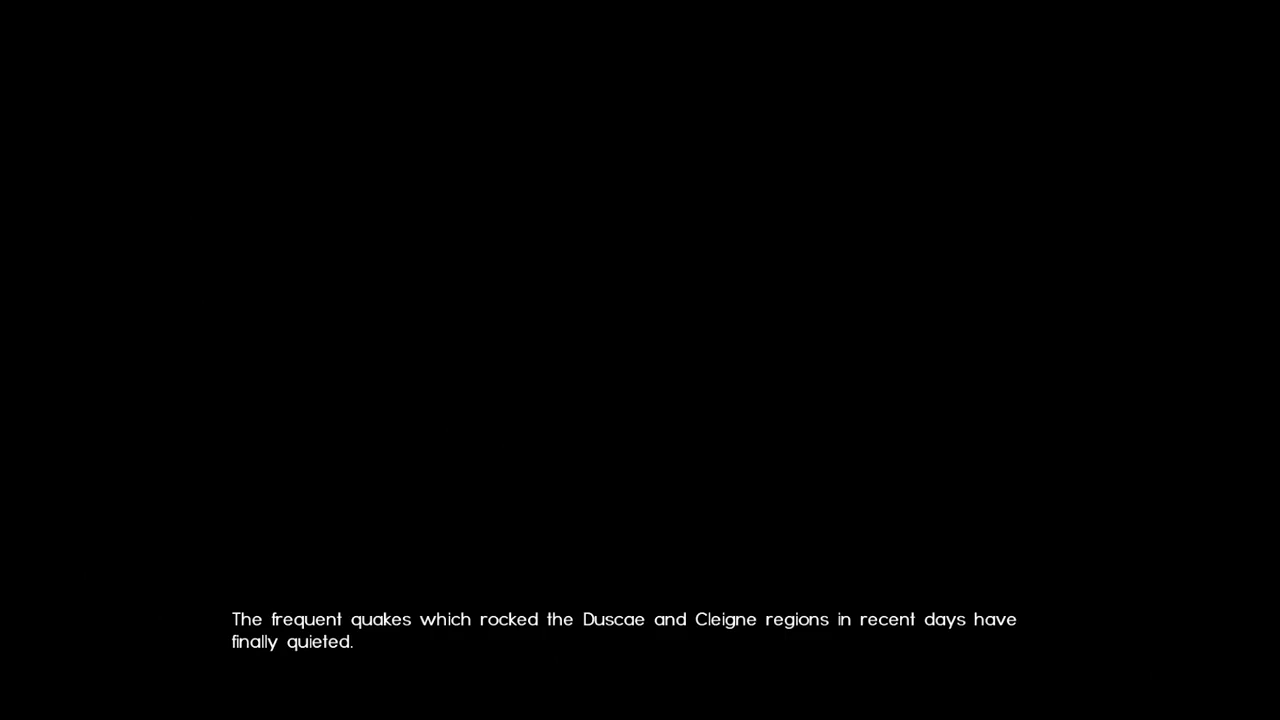 The frequent quakes which rocked the Duscae and Cleigne regions in recent days have
finally quieted.